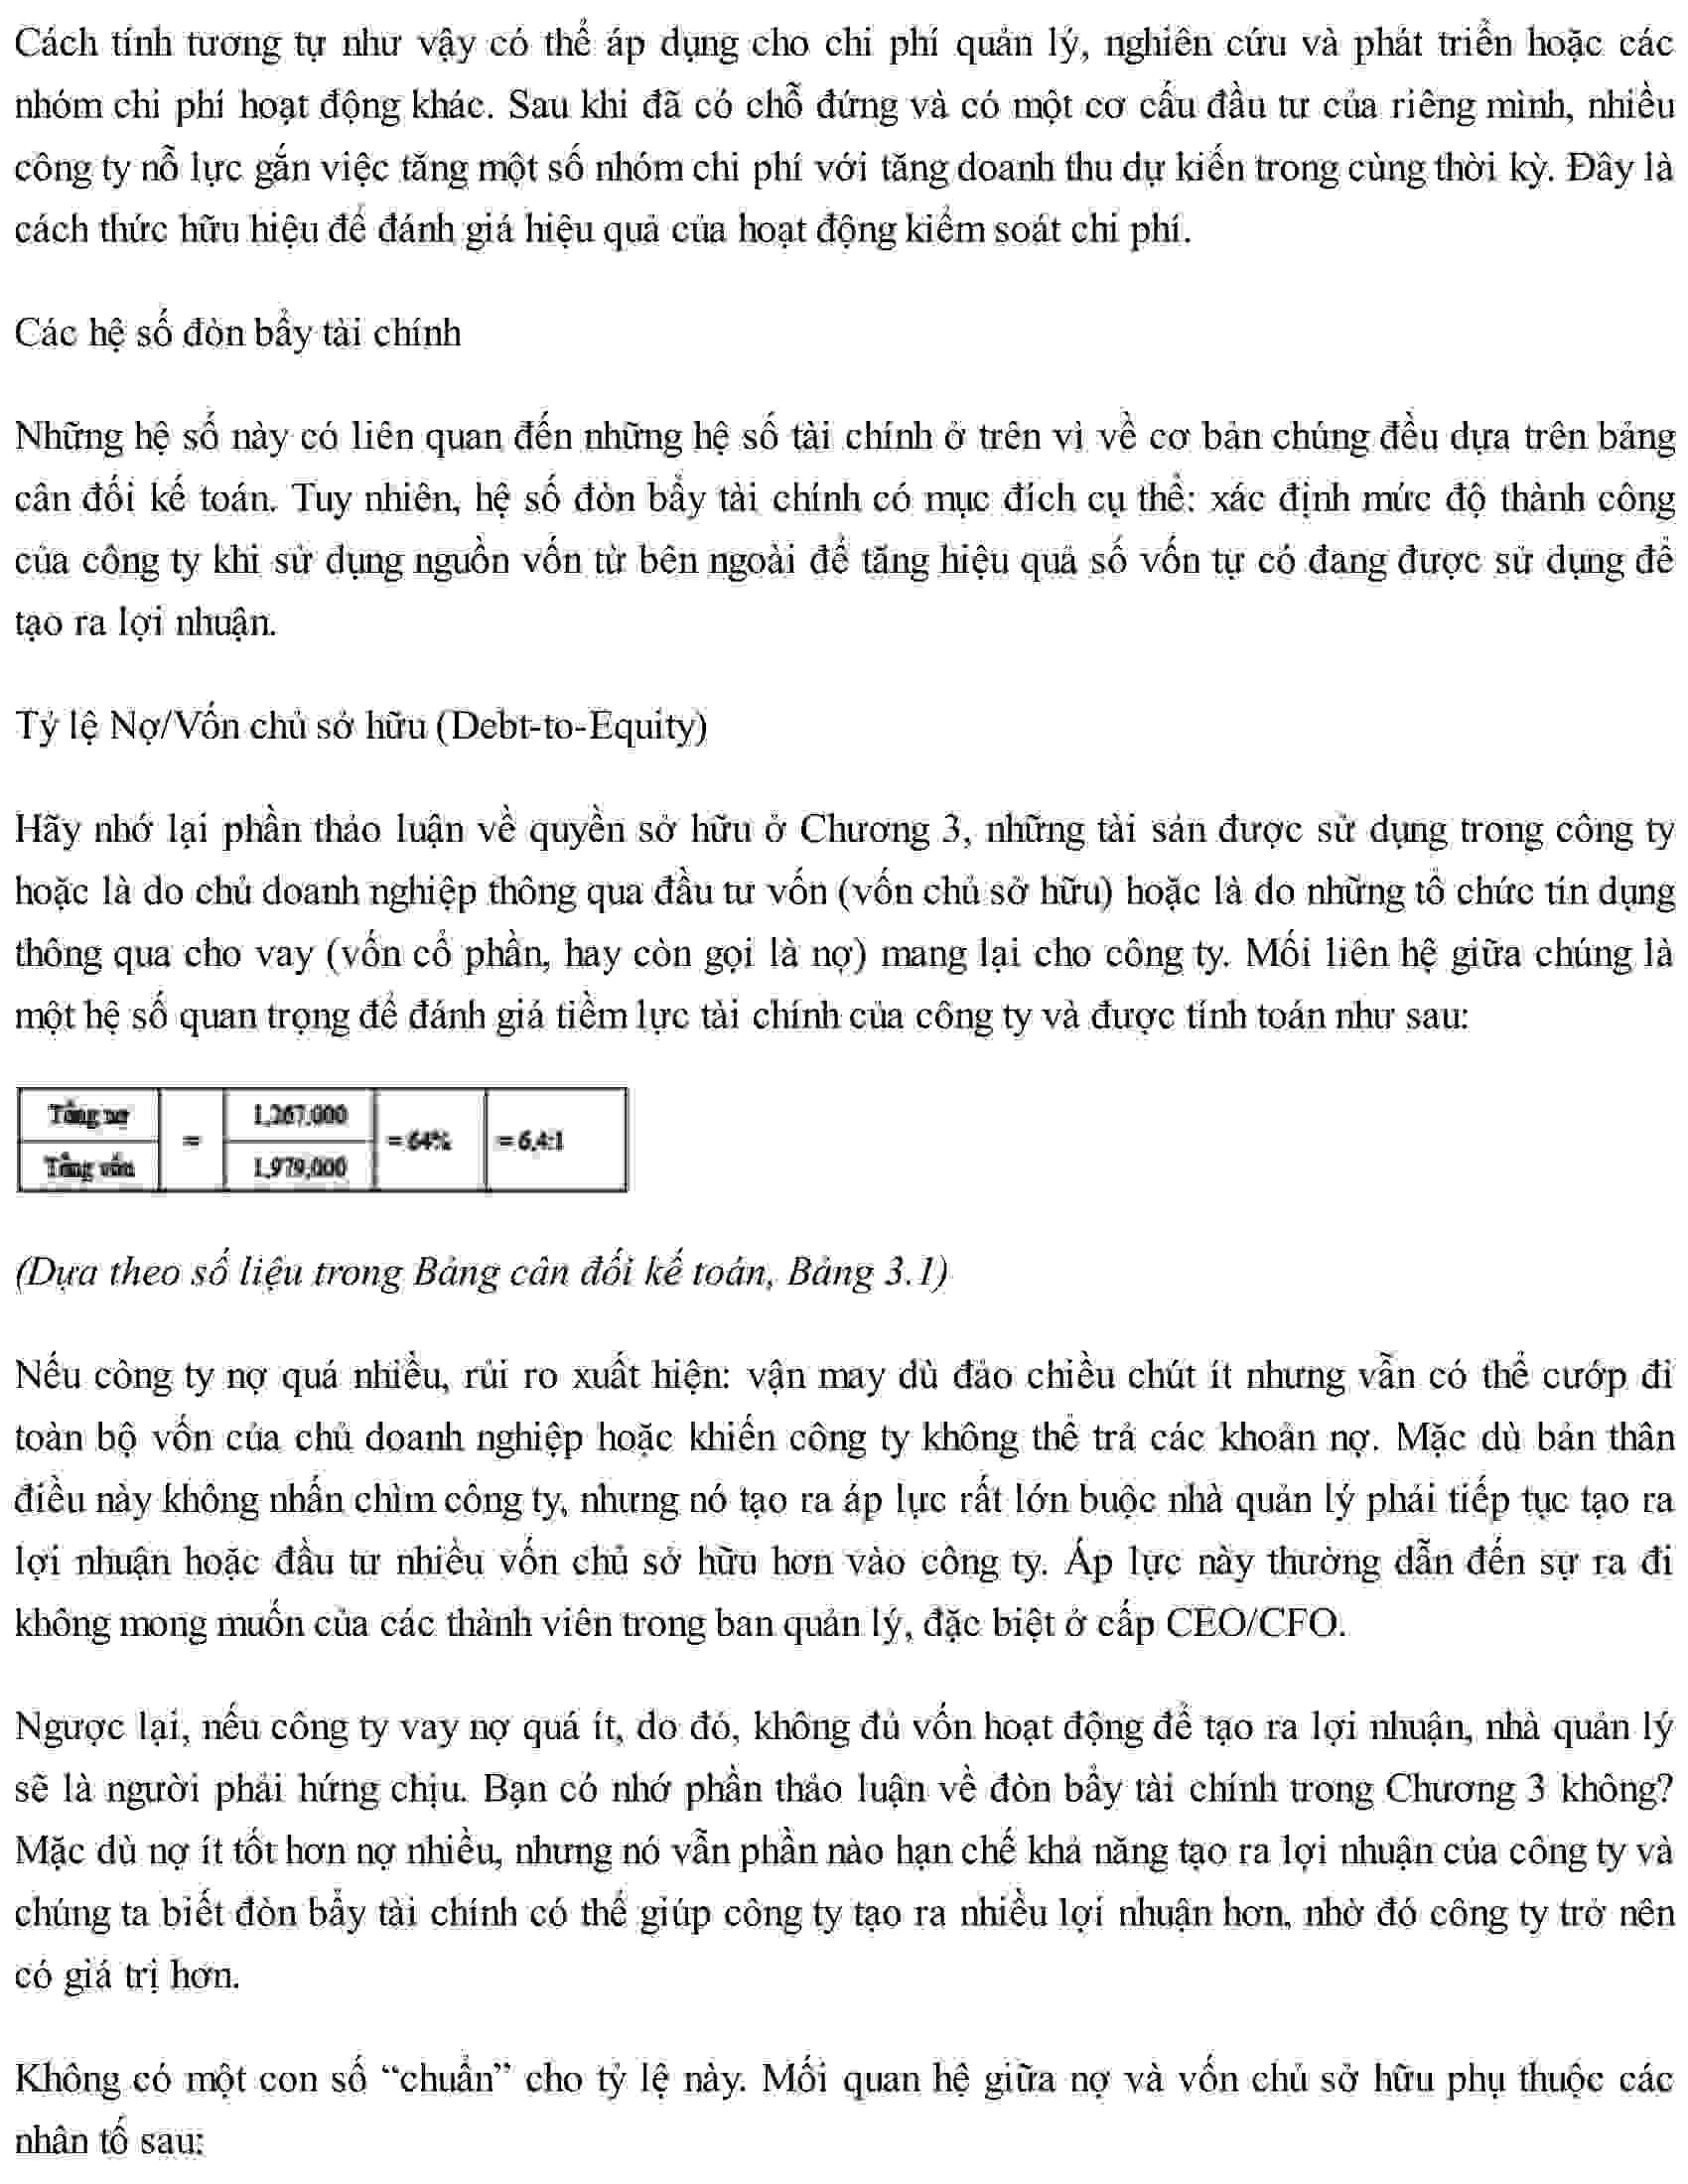 Cách tính tương tự như vậy có thể áp dụng cho chi phí quản lý, nghiên cứu và phát triển hoặc các
nhóm chi phí hoạt động khác. Sau khi đã có chỗ đứng và có một cơ cấu đầu tư của riêng mình, nhiều
công ty nỗ lực gắn việc tăng một số nhóm chi phí với tăng doanh thu dự kiến trong cùng thời kỳ. Đây là
cách thức hữu hiệu để đánh giá hiệu quả của hoạt động kiểm soát chi phí.
Các hệ số đòn bẩy tài chính
Những hệ số này có liên quan đến những hệ số tài chính ở trên vì về cơ bản chúng đều dựa trên bảng
cân đối kế toán. Tuy nhiên, hệ số đòn bẩy tài chính có mục đích cụ thể: xác định mức độ thành công
của công ty khi sử dụng nguồn vốn từ bên ngoài để tăng hiệu quả số vốn tự có đang được sử dụng để
tạo ra lợi nhuận.
Tỷ lệ Nợ/Vốn chủ sở hữu (Debt-to-Equity)
Hãy nhớ lại phần thảo luận về quyền sở hữu ở Chương 3, những tài sản được sử dụng trong công ty
hoặc là do chủ doanh nghiệp thông qua đầu tư vốn (vốn chủ sở hữu) hoặc là do những tổ chức tín dụng
thông qua cho vay (vốn cổ phần, hay còn gọi là nợ) mang lại cho công ty. Mối liên hệ giữa chúng là
một hệ số quan trọng để đánh giá tiềm lực tài chính của công ty và được tính toán như sau:
Tổng nợ 1,267,000
= = 64% = 6,4:1
Tổng vốn 1,979,000
(Dựa theo số liệu trong Bảng cân đối kế toán, Bảng 3.1)
Nếu công ty nợ quá nhiều, rủi ro xuất hiện: vận may dù đảo chiều chút ít nhưng vẫn có thể cướp đi
toàn bộ vốn của chủ doanh nghiệp hoặc khiến công ty không thể trả các khoản nợ. Mặc dù bản thân
điều này không nhấn chìm công ty, nhưng nó tạo ra áp lực rất lớn buộc nhà quản lý phải tiếp tục tạo ra
lợi nhuận hoặc đầu tư nhiều vốn chủ sở hữu hơn vào công ty. Áp lực này thường dẫn đến sự ra đi
không mong muốn của các thành viên trong ban quản lý, đặc biệt ở cấp CEO/CFO.
Ngược lại, nếu công ty vay nợ quá ít, do đó, không đủ vốn hoạt động để tạo ra lợi nhuận, nhà quản lý
sẽ là người phải hứng chịu. Bạn có nhớ phần thảo luận về đòn bẩy tài chính trong Chương 3 không?
Mặc dù nợ ít tốt hơn nợ nhiều, nhưng nó vẫn phần nào hạn chế khả năng tạo ra lợi nhuận của công ty và
chúng ta biết đòn bẩy tài chính có thể giúp công ty tạo ra nhiều lợi nhuận hơn, nhờ đó công ty trở nên
có giá trị hơn.
Không có một con số “chuẩn” cho tỷ lệ này. Mối quan hệ giữa nợ và vốn chủ sở hữu phụ thuộc các
nhân tố sau: